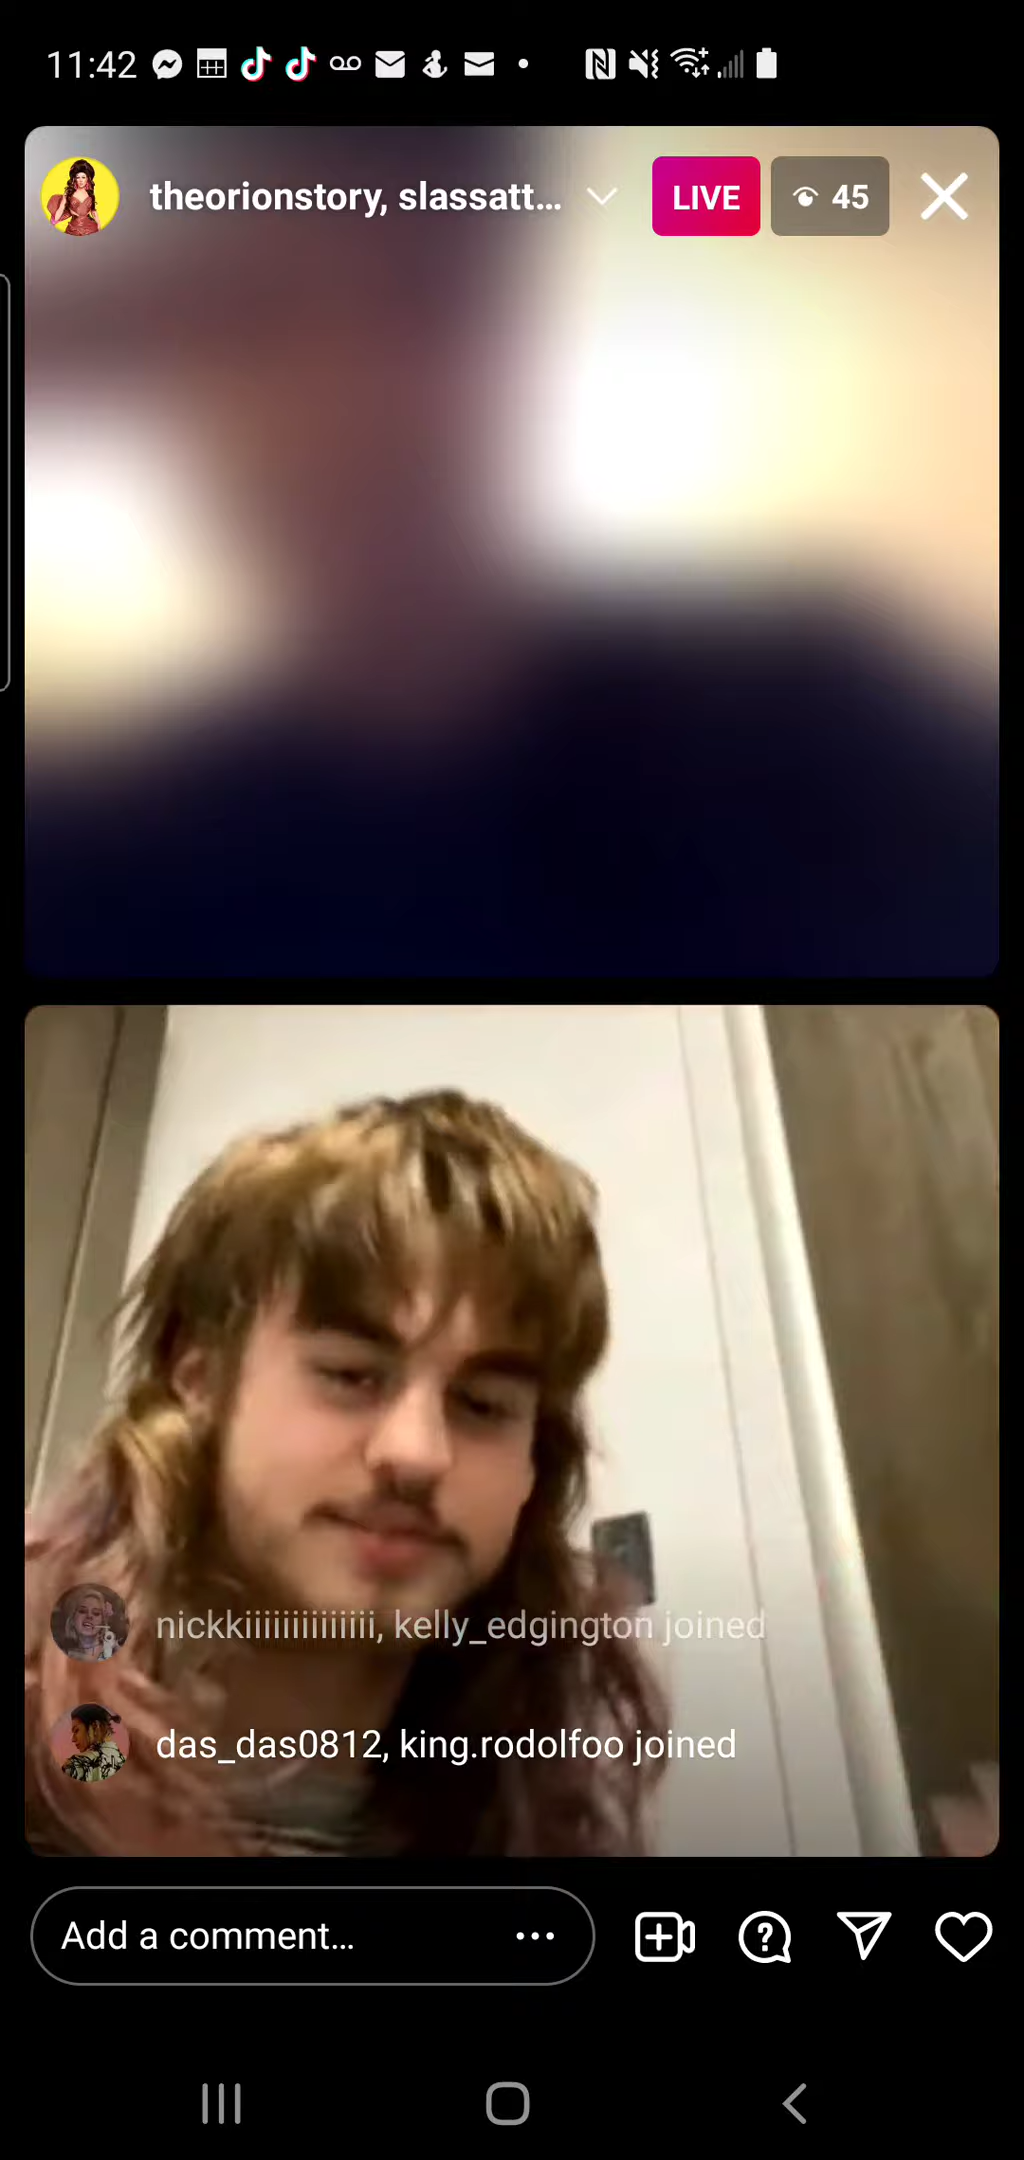 11:42
theorionstory, slassatt...
LIVE
45
nickkiiiiiiiiiiiiii, kelly_edgington joined
das_das0812, king.rodolfoo joined
Add a comment...